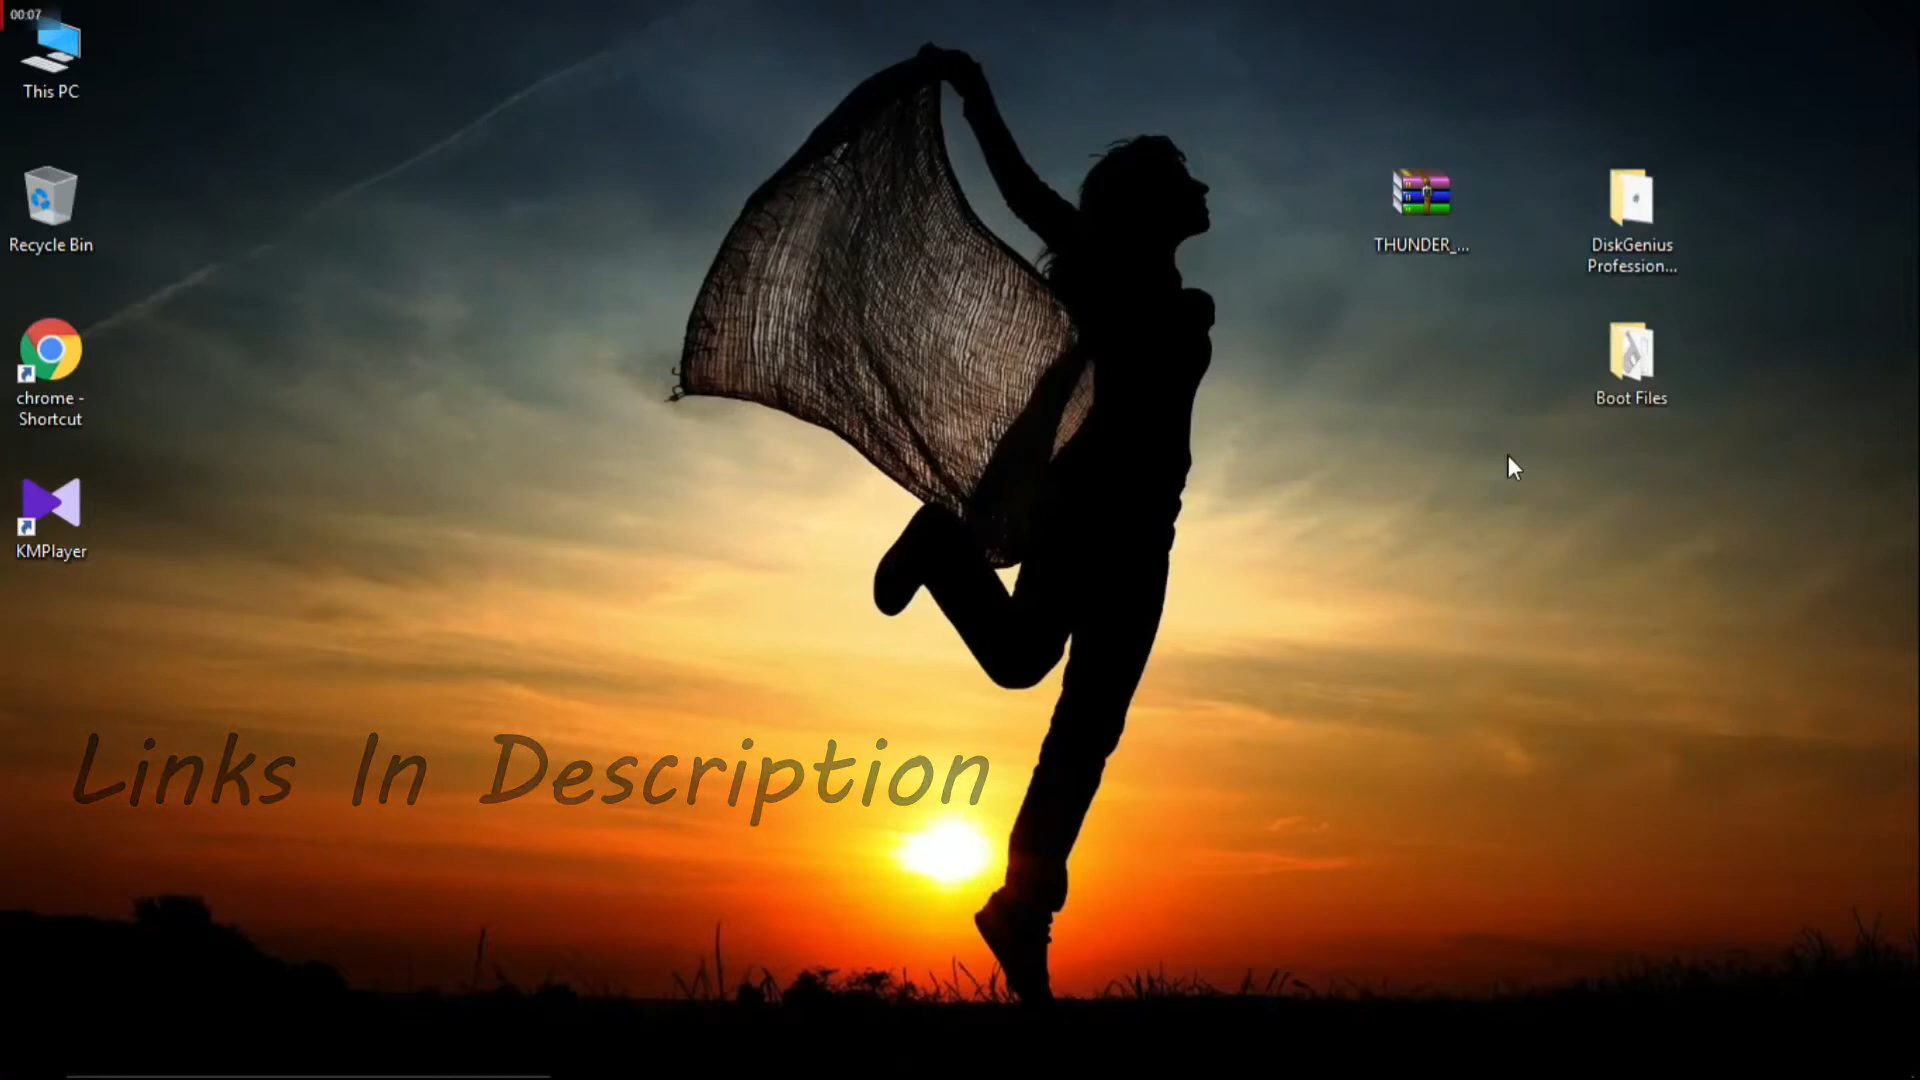 00:07
This PC
Recycle Bin
chrome -
Shortcut
KMPlayer
THUNDER_...
DiskGenius
Profession...
Boot Files
Links In Description